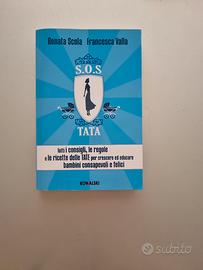 Renata Scola Francesca Valla
S.O.S
TATA
tutti i consigli, le regole
e le ricette delle TATE per crescere ed educare
bambini consapevoli e felici
KOWALSKI
subito